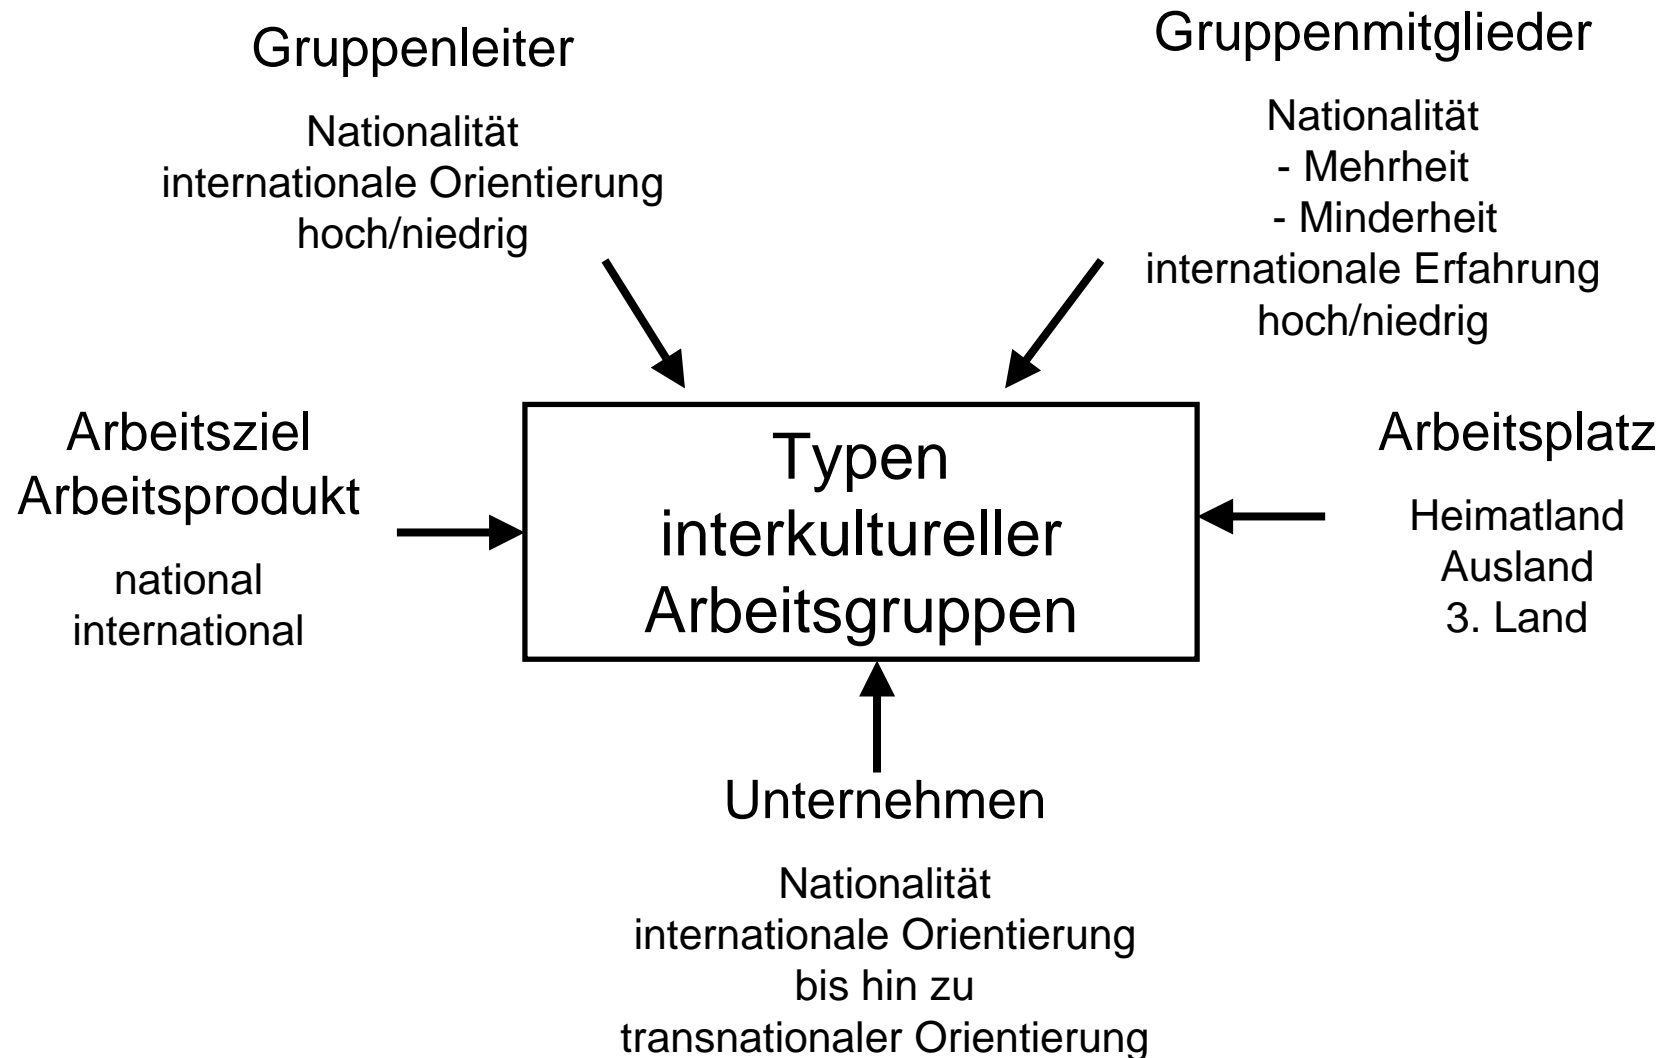 Gruppenleiter
Nationalität
internationale Orientierung
hoch/niedrig
Gruppenmitglieder
Nationalität
- Mehrheit
- Minderheit
internationale Erfahrung
hoch/niedrig
Arbeitsziel
Arbeitsprodukt
national
international
Typen
interkultureller
Arbeitsgruppen
Arbeitsplatz
Heimatland
Ausland
3. Land
Unternehmen
Nationalität
internationale Orientierung
bis hin zu
transnationaler Orientierung